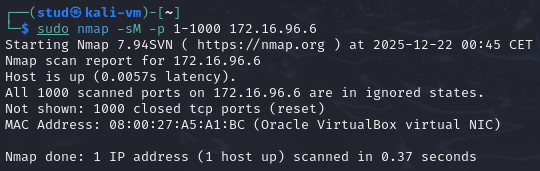 ┌──(stud㉿kali-vm)-[~]
└─$ sudo nmap -sM -p 1-1000 172.16.96.6
Starting Nmap 7.94SVN ( https://nmap.org ) at 2025-12-22 00:45 CET
Nmap scan report for 172.16.96.6
Host is up (0.0057s latency).
All 1000 scanned ports on 172.16.96.6 are in ignored states.
Not shown: 1000 closed tcp ports (reset)
MAC Address: 08:00:27:A5:A1:BC (Oracle VirtualBox virtual NIC)
Nmap done: 1 IP address (1 host up) scanned in 0.37 seconds